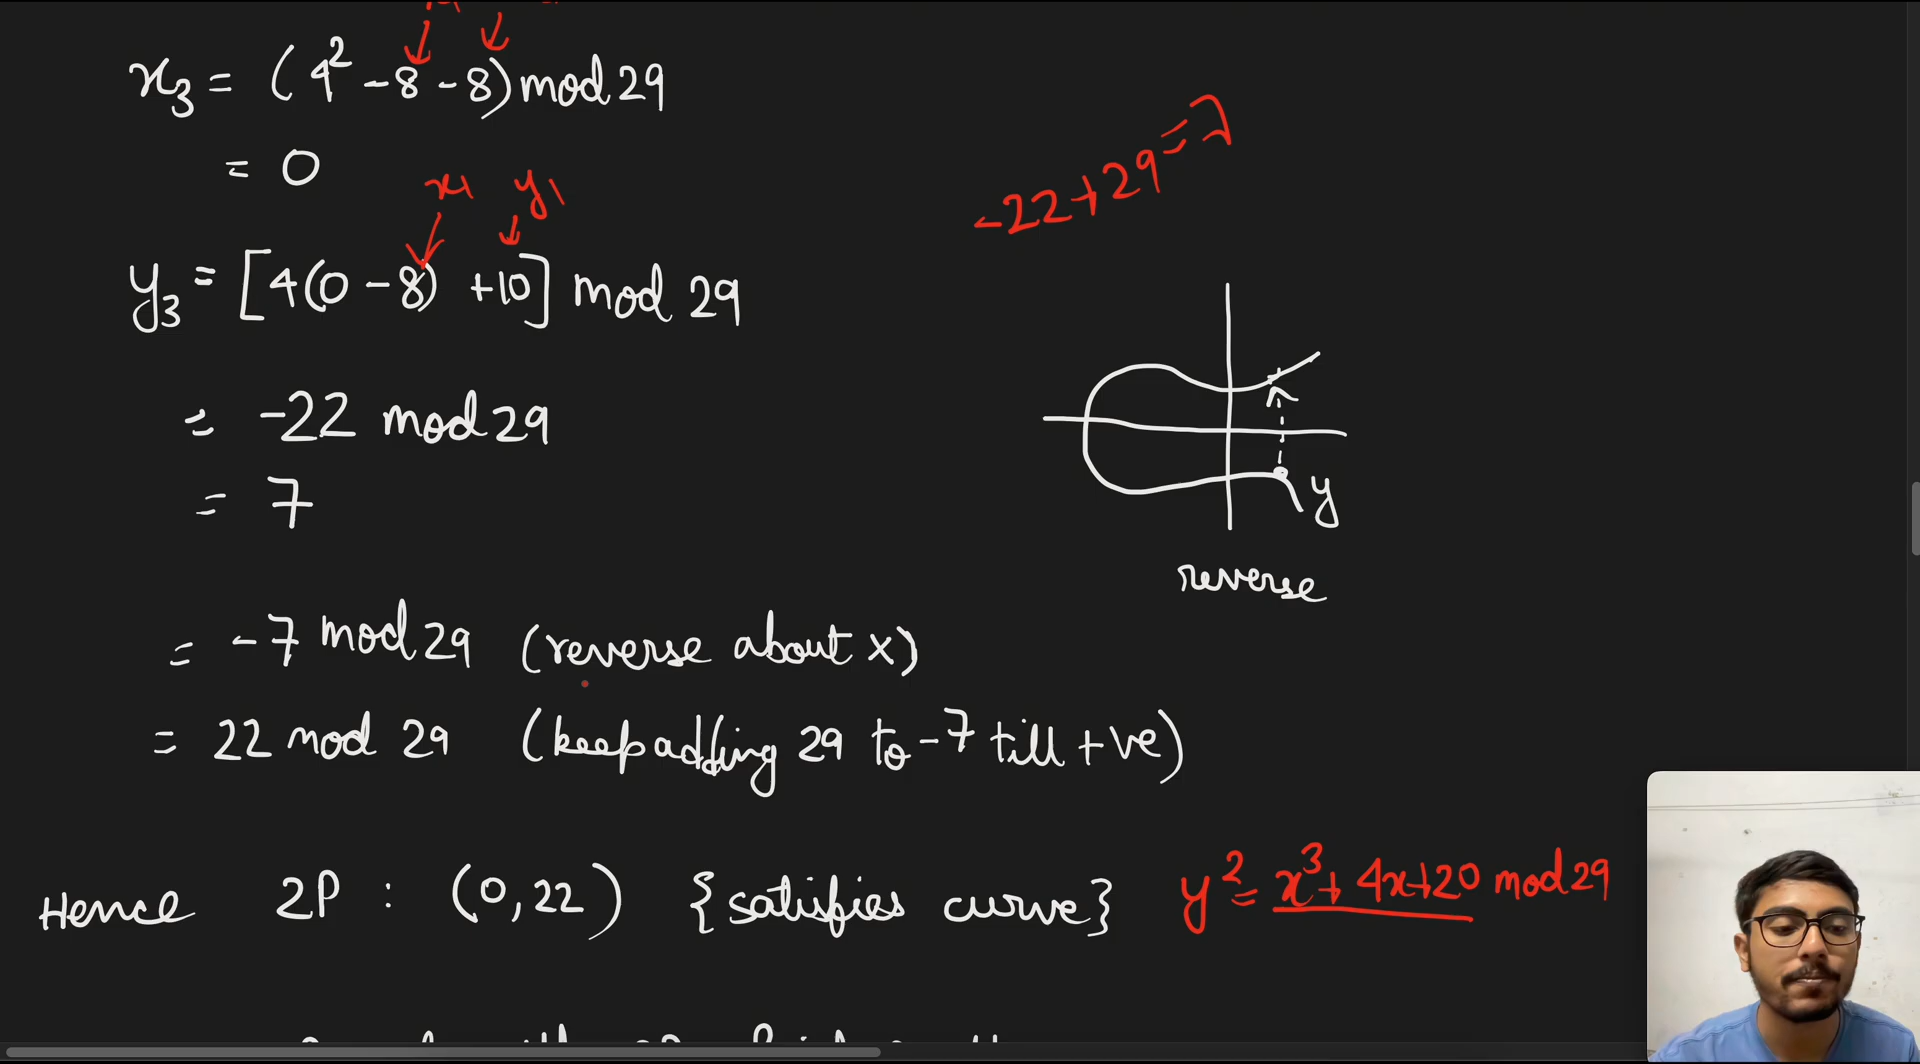 x₃ = (4² - 8 - 8) mod 29
= 0
x₁ y₁
-22 + 29 = 7
y₃ = [4(0 - 8) + 10] mod 29
= -22 mod 29
= 7
y
reverse
= -7 mod 29 (reverse about x)
= 22 mod 29 (keep adding 29 to -7 till +ve)
Hence 2P : (0, 22) {satisfies curve} y² = x³ + 4x + 20 mod 29